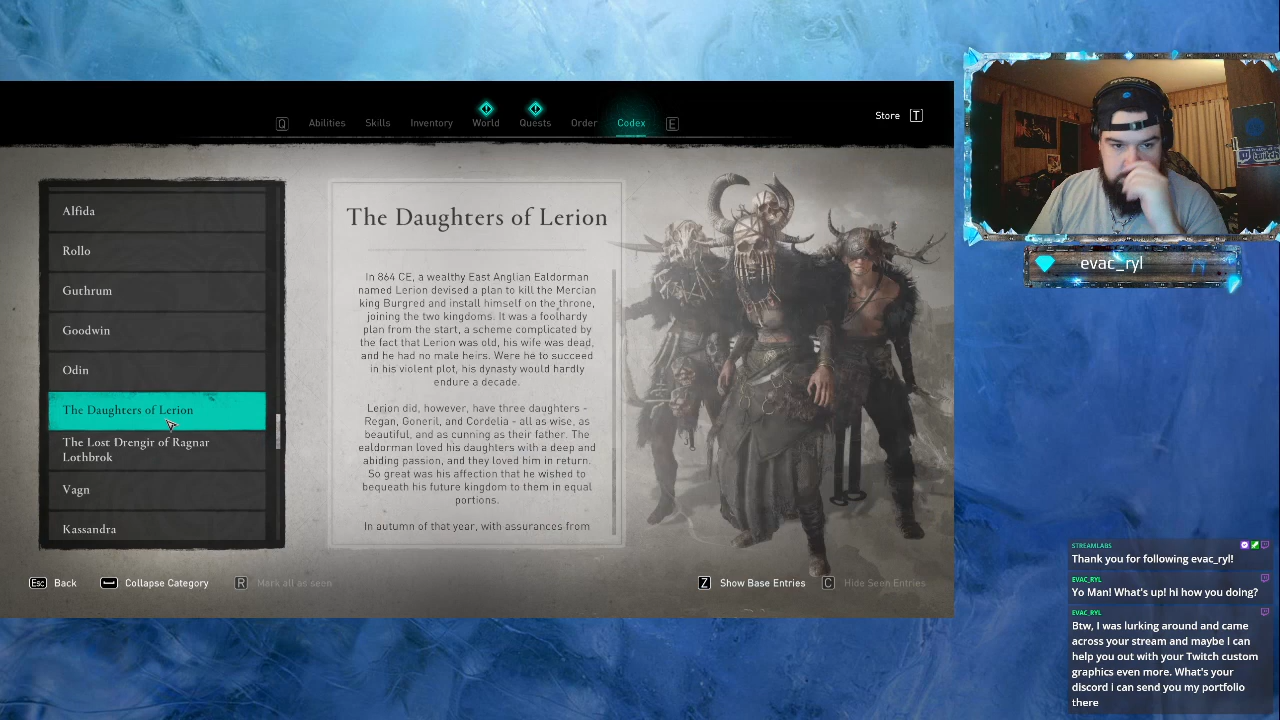 Q Abilities Skills Inventory World Quests Order Codex E
Store T
Alfida
Rollo
Guthrum
Goodwin
Odin
The Daughters of Lerion
The Lost Drengir of Ragnar
Lothbrok
Vagn
Kassandra
The Daughters of Lerion
In 864 CE, a wealthy East Anglian Ealdorman
named Lerion devised a plan to kill the Mercian
king Burgred and install himself on the throne,
joining the two kingdoms. It was a foolhardy
plan from the start, a scheme complicated by
the fact that Lerion was old, his wife was dead,
and he had no male heirs. Were he to succeed
in his violent plot, his dynasty would hardly
endure a decade.
Lerion did, however, have three daughters -
Regan, Goneril, and Cordelia - all as wise, as
beautiful, and as cunning as their father. The
ealdorman loved his daughters with a deep and
abiding passion, and they loved him in return.
So great was his affection that he wished to
bequeath his future kingdom to them in equal
portions.
In autumn of that year, with assurances from
Esc Back Collapse Category R Mark all as seen
Z Show Base Entries C Hide Seen Entries
twitch
evac_ryl
STREAMLABS
Thank you for following evac_ryl!
EVAC_RYL
Yo Man! What's up! hi how you doing?
EVAC_RYL
Btw, I was lurking around and came
across your stream and maybe I can
help you out with your Twitch custom
graphics even more. What's your
discord I can send you my portfolio
there